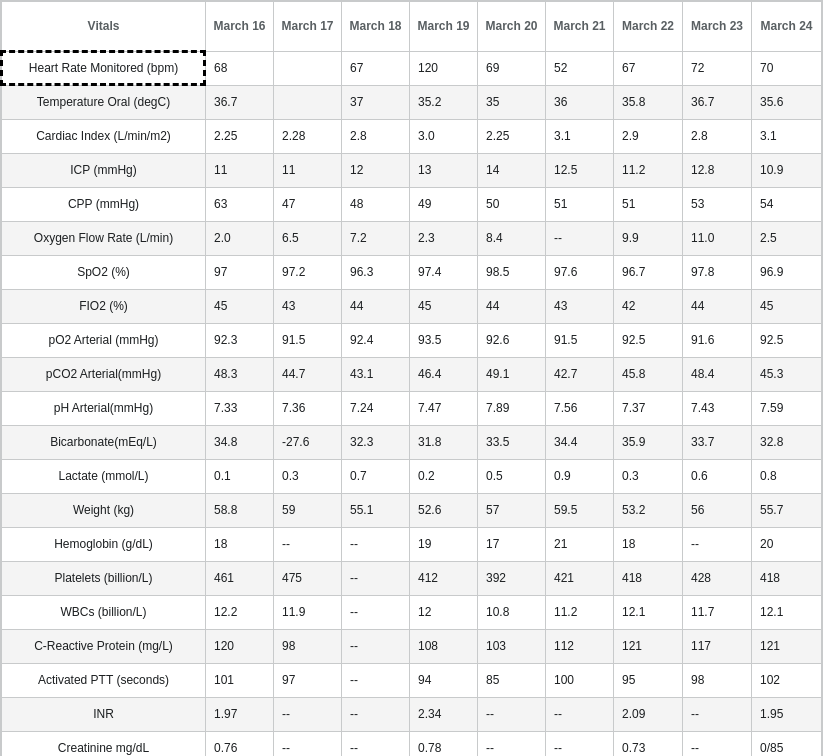 Vitals March 16 March 17 March 18 March 19 March 20 March 21 March 22 March 23 March 24
Heart Rate Monitored (bpm) 68 67 120 69 52 67 72 70
Temperature Oral (degC) 36.7 37 35.2 35 36 35.8 36.7 35.6
Cardiac Index (L/min/m2) 2.25 2.28 2.8 3.0 2.25 3.1 2.9 2.8 3.1
ICP (mmHg) 11 11 12 13 14 12.5 11.2 12.8 10.9
CPP (mmHg) 63 47 48 49 50 51 51 53 54
Oxygen Flow Rate (L/min) 2.0 6.5 7.2 2.3 8.4 -- 9.9 11.0 2.5
SpO2 (%) 97 97.2 96.3 97.4 98.5 97.6 96.7 97.8 96.9
FIO2 (%) 45 43 44 45 44 43 42 44 45
pO2 Arterial (mmHg) 92.3 91.5 92.4 93.5 92.6 91.5 92.5 91.6 92.5
pCO2 Arterial(mmHg) 48.3 44.7 43.1 46.4 49.1 42.7 45.8 48.4 45.3
pH Arterial(mmHg) 7.33 7.36 7.24 7.47 7.89 7.56 7.37 7.43 7.59
Bicarbonate(mEq/L) 34.8 -27.6 32.3 31.8 33.5 34.4 35.9 33.7 32.8
Lactate (mmol/L) 0.1 0.3 0.7 0.2 0.5 0.9 0.3 0.6 0.8
Weight (kg) 58.8 59 55.1 52.6 57 59.5 53.2 56 55.7
Hemoglobin (g/dL) 18 -- -- 19 17 21 18 -- 20
Platelets (billion/L) 461 475 -- 412 392 421 418 428 418
WBCs (billion/L) 12.2 11.9 -- 12 10.8 11.2 12.1 11.7 12.1
C-Reactive Protein (mg/L) 120 98 -- 108 103 112 121 117 121
Activated PTT (seconds) 101 97 -- 94 85 100 95 98 102
INR 1.97 -- -- 2.34 -- -- 2.09 -- 1.95
Creatinine mg/dL 0.76 -- -- 0.78 -- -- 0.73 -- 0/85